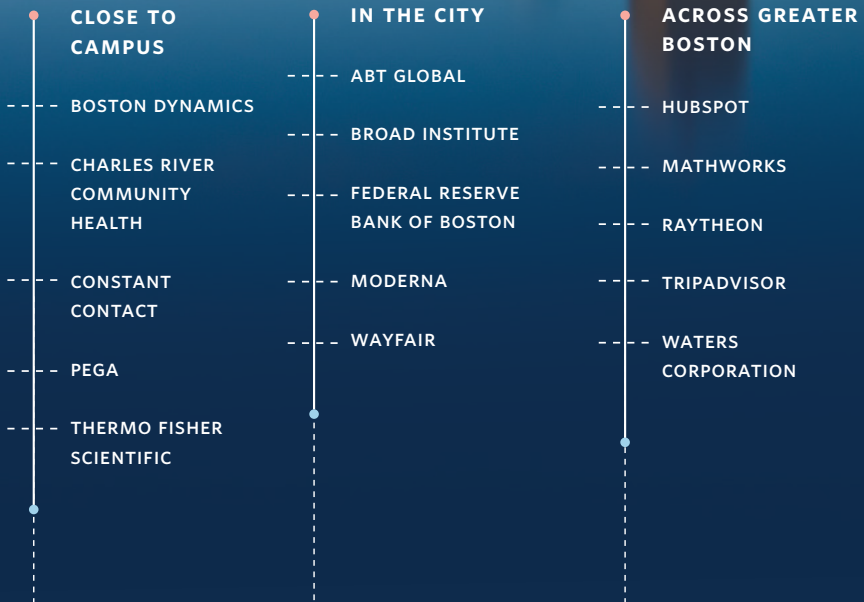 CLOSE TO
CAMPUS
BOSTON DYNAMICS
CHARLES RIVER
COMMUNITY
HEALTH
CONSTANT
CONTACT
PEGA
THERMO FISHER
SCIENTIFIC
IN THE CITY
ABT GLOBAL
BROAD INSTITUTE
FEDERAL RESERVE
BANK OF BOSTON
MODERNA
WAYFAIR
ACROSS GREATER
BOSTON
HUBSPOT
MATHWORKS
RAYTHEON
TRIPADVISOR
WATERS
CORPORATION